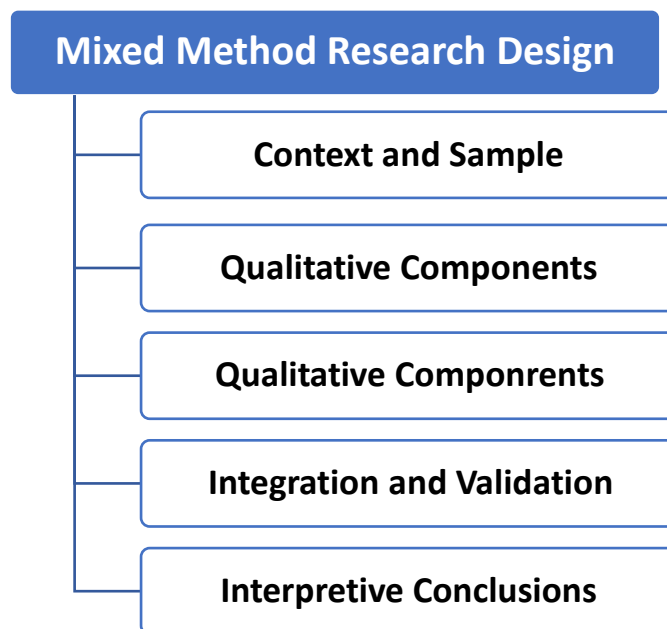 Mixed Method Research Design
Context and Sample
Qualitative Components
Qualitative Componrents
Integration and Validation
Interpretive Conclusions